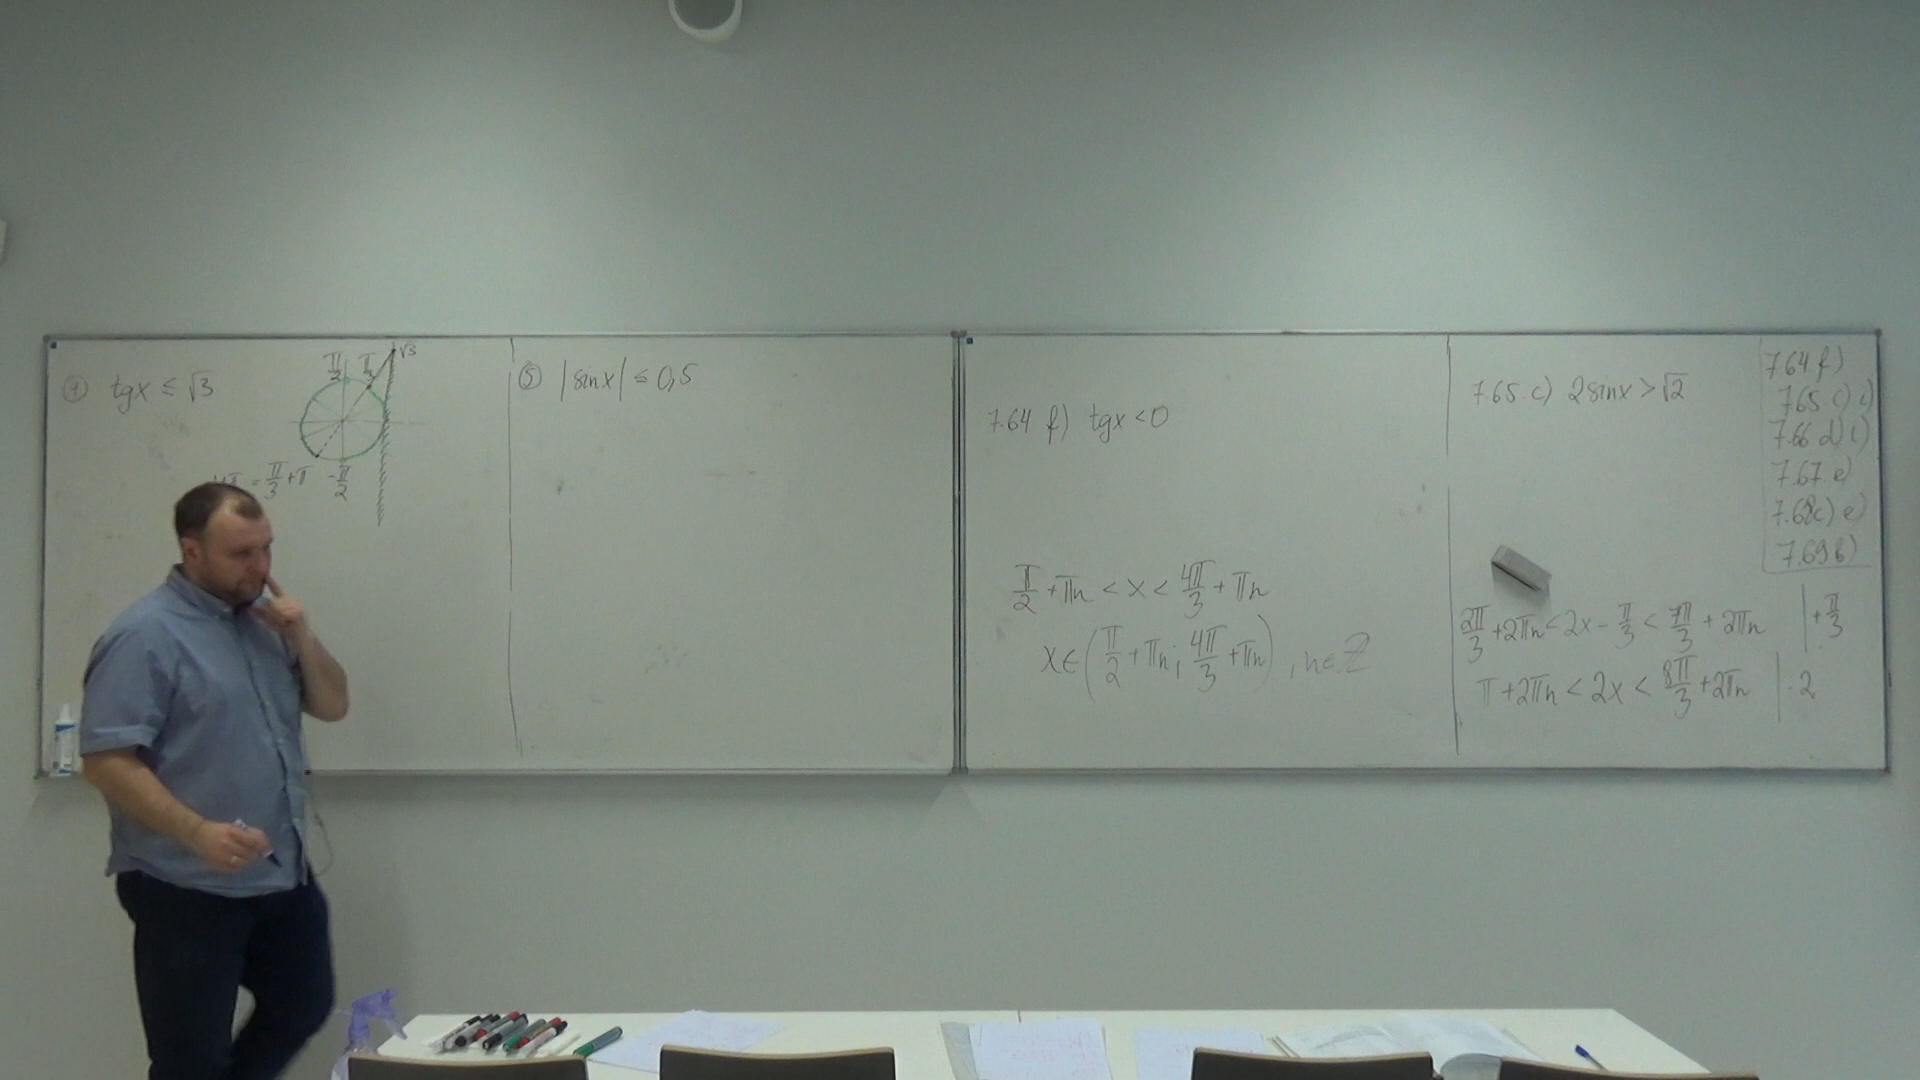 ④ tgx ≤ √3
π/2 π/3 √3
= π/3 + π -π/2
⑤ |sinx| ≤ 0,5
7.64 f) tgx < 0
π/2 + πn < x < 4π/3 + πn
x ∈ (π/2 + πn; 4π/3 + πn), n ∈ Z
7.65. c) 2sinx > √2
2π/3 + 2πn < 2x - π/3 < 7π/3 + 2πn | + π/3
π + 2πn < 2x < 8π/3 + 2πn | : 2
7.64 f)
7.65 c)
7.66 d)
7.67. e)
7.68c) e)
7.69 b)